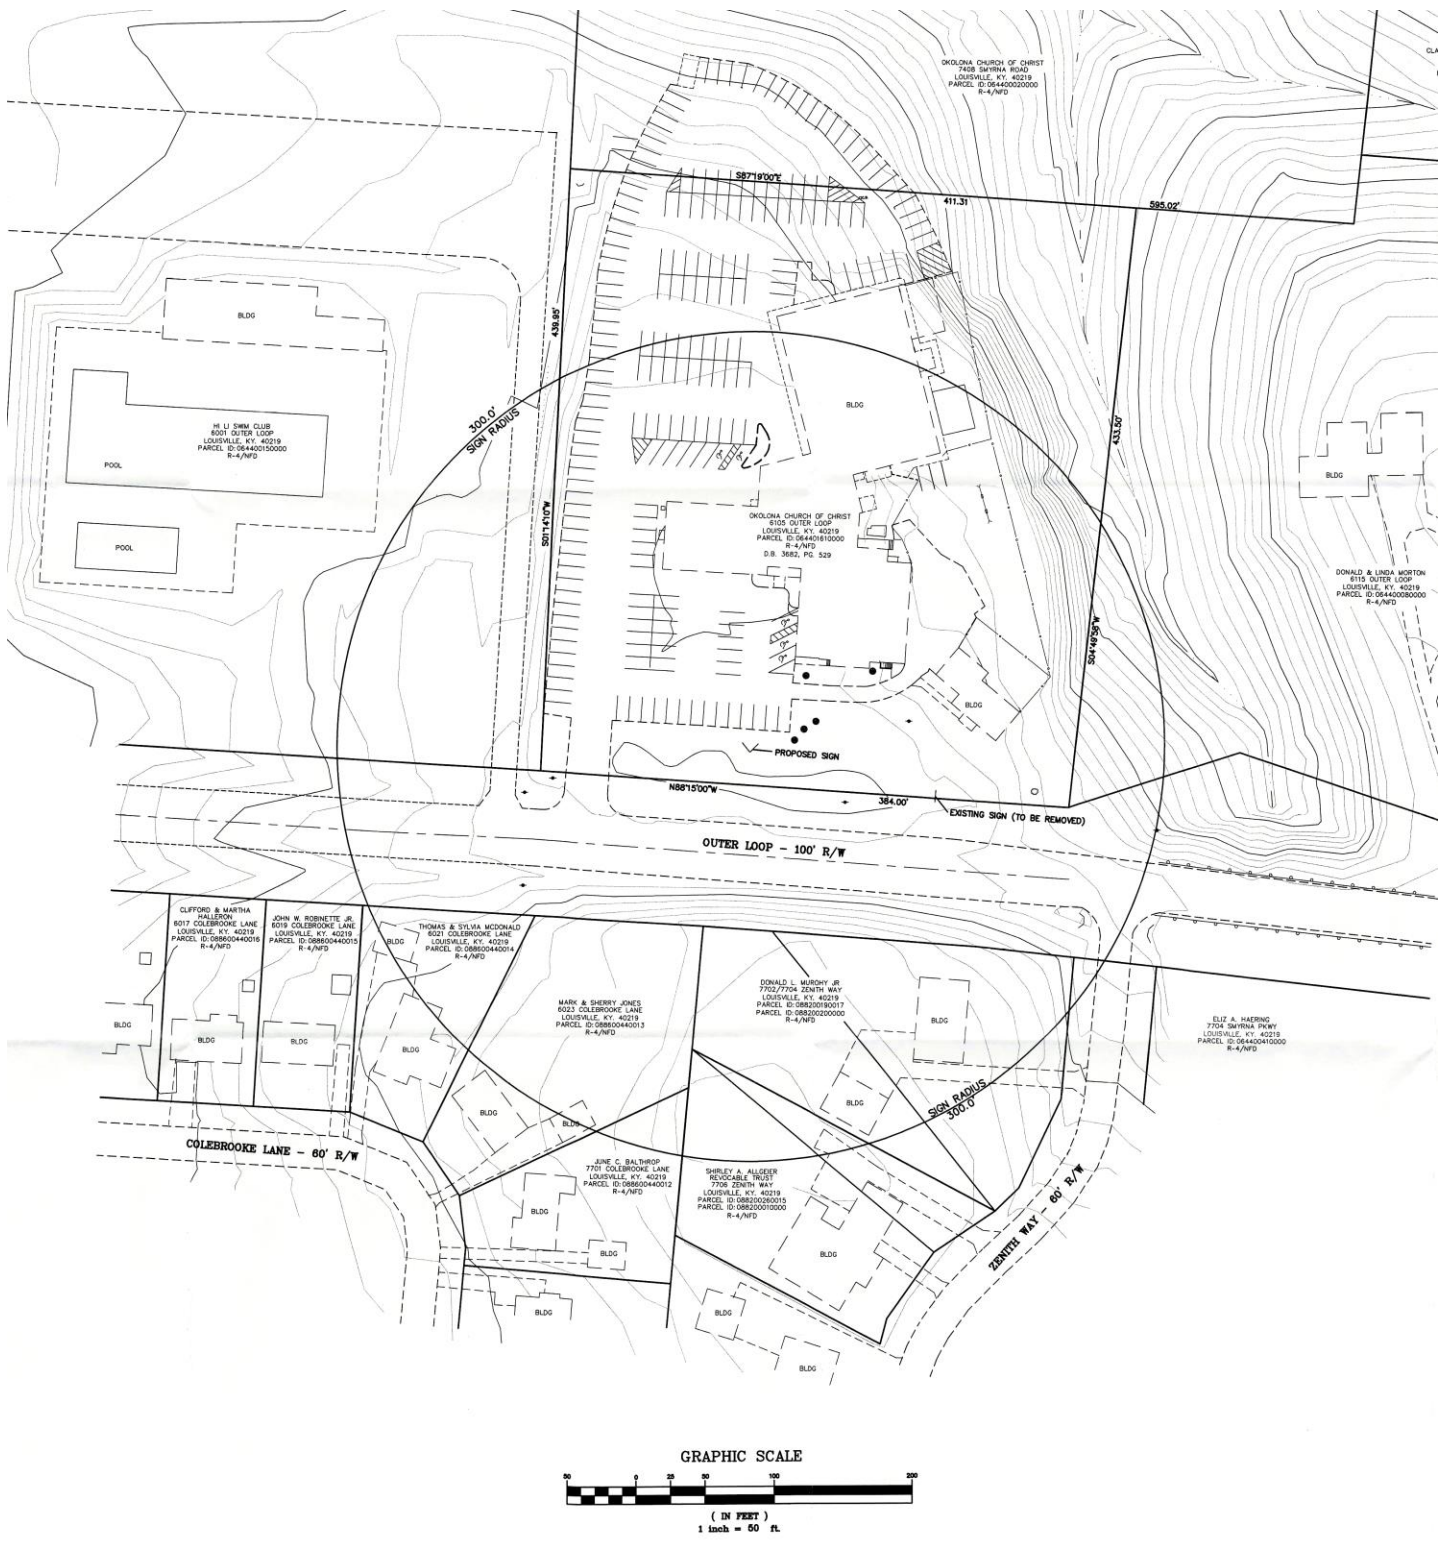 OKOLONA CHURCH OF CHRIST
7408 SMYRNA ROAD
LOUISVILLE, KY. 40219
PARCEL ID:064400020000
R-4/NFD
S87°19'00"E
411.31
595.02'
BLDG
439.95'
HI LI SWIM CLUB
6001 OUTER LOOP
LOUISVILLE, KY. 40219
PARCEL ID:064400150000
R-4/NFD
POOL
POOL
300.0'
SIGN RADIUS
BLDG
433.50'
BLDG
S01°14'10"W
OKOLONA CHURCH OF CHRIST
6105 OUTER LOOP
LOUISVILLE, KY. 40219
PARCEL ID:064401610000
R-4/NFD
D.B. 3682, PG. 529
DONALD & LINDA MORTON
6115 OUTER LOOP
LOUISVILLE, KY. 40219
PARCEL ID:064400080000
R-4/NFD
S04°49'58"W
BLDG
PROPOSED SIGN
N88°15'00"W
384.00'
EXISTING SIGN (TO BE REMOVED)
OUTER LOOP - 100' R/W
CLIFFORD & MARTHA
HALLERON
6017 COLEBROOKE LANE
LOUISVILLE, KY. 40219
PARCEL ID:088600440016
R-4/NFD
JOHN W. ROBINETTE JR.
6019 COLEBROOKE LANE
LOUISVILLE, KY. 40219
PARCEL ID:088600440015
R-4/NFD
BLDG
THOMAS & SYLVIA MCDONALD
6021 COLEBROOKE LANE
LOUISVILLE, KY. 40219
PARCEL ID:088600440014
R-4/NFD
MARK & SHERRY JONES
6023 COLEBROOKE LANE
LOUISVILLE, KY. 40219
PARCEL ID:088600440013
R-4/NFD
DONALD L. MUROHY JR
7702/7704 ZENITH WAY
LOUISVILLE, KY. 40219
PARCEL ID:088200190017
PARCEL ID:088200200000
R-4/NFD
BLDG
ELIZ A. HAERING
7704 SMYRNA PKWY
LOUISVILLE, KY. 40219
PARCEL ID:064400410000
R-4/NFD
BLDG
BLDG
BLDG
BLDG
BLDG
BLDG
BLDG
SIGN RADIUS
300.0'
COLEBROOKE LANE - 60' R/W
JUNE C. BALTHROP
7701 COLEBROOKE LANE
LOUISVILLE, KY. 40219
PARCEL ID:088600440012
R-4/NFD
SHIRLEY A. ALLGEIER
REVOCABLE TRUST
7706 ZENITH WAY
LOUISVILLE, KY. 40219
PARCEL ID:088200260015
PARCEL ID:088200010000
R-4/NFD
ZENITH WAY - 60' R/W
BLDG
BLDG
BLDG
BLDG
BLDG
BLDG
GRAPHIC SCALE
50 0 25 50 100 200
( IN FEET )
1 inch = 50 ft.